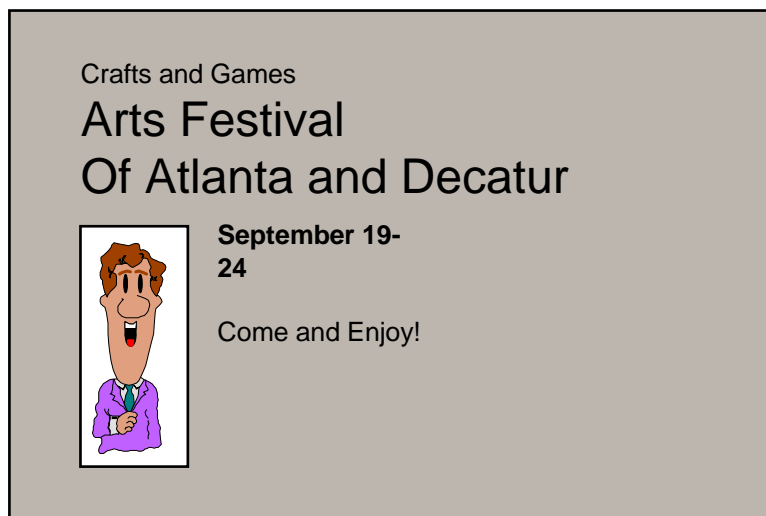 Crafts and Games
Arts Festival
Of Atlanta and Decatur
September 19-
24
Come and Enjoy!